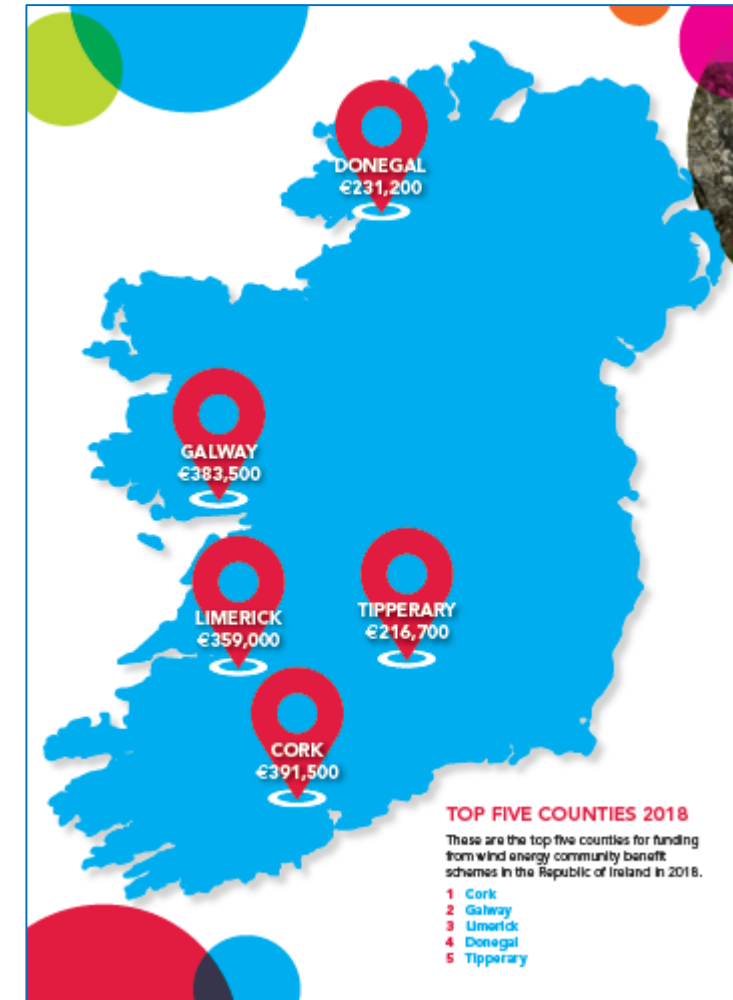 DONEGAL
€231,200
GALWAY
€383,500
LIMERICK
€359,000
TIPPERARY
€216,700
CORK
€391,500
TOP FIVE COUNTIES 2018
These are the top five counties for funding
from wind energy community benefit
schemes in the Republic of Ireland in 2018.
1 Cork
2 Galway
3 Limerick
4 Donegal
5 Tipperary